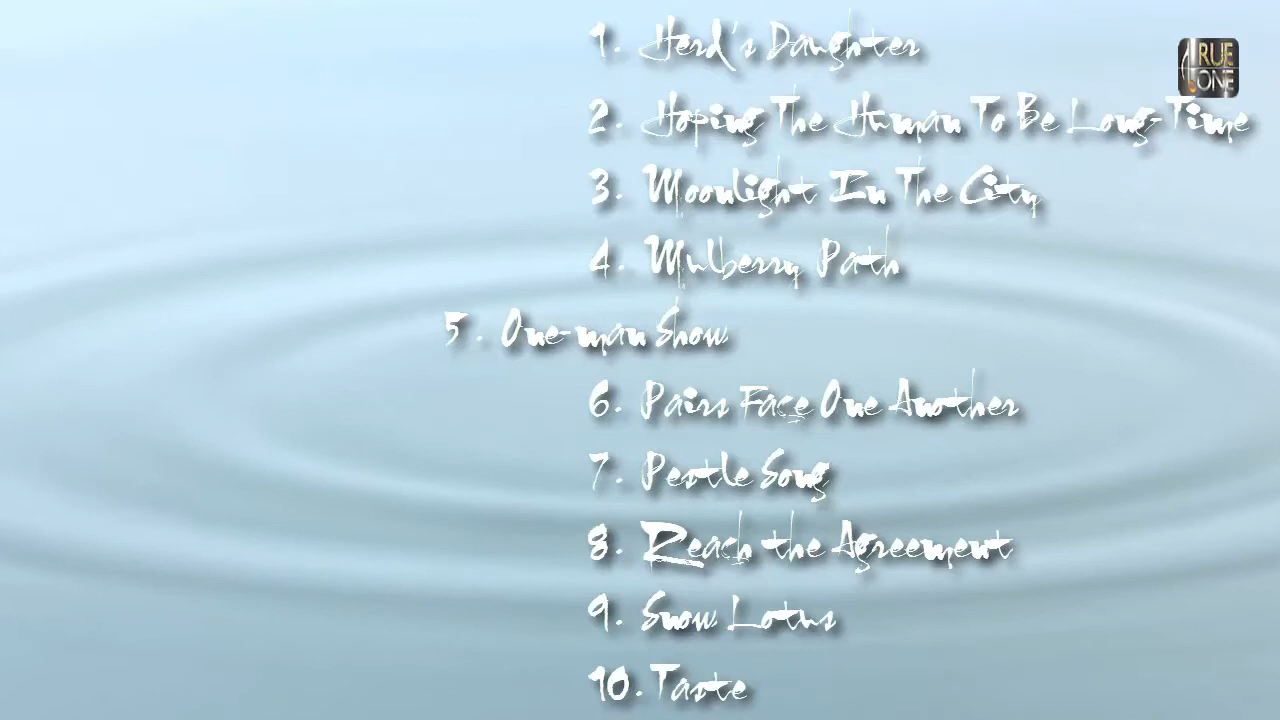 1. Herd's Daughter
TRUE
TONE
2. Hoping The Human To Be Long-Time
3. Moonlight In The City
4. Mulberry Path
5. One-man Show
6. Pairs Face One Another
7. Pestle Song
8. Reach the Agreement
9. Snow Lotus
10. Taste